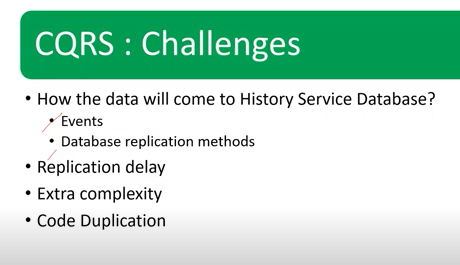 CQRS : Challenges
• How the data will come to History Service Database?
• Events
• Database replication methods
• Replication delay
• Extra complexity
• Code Duplication